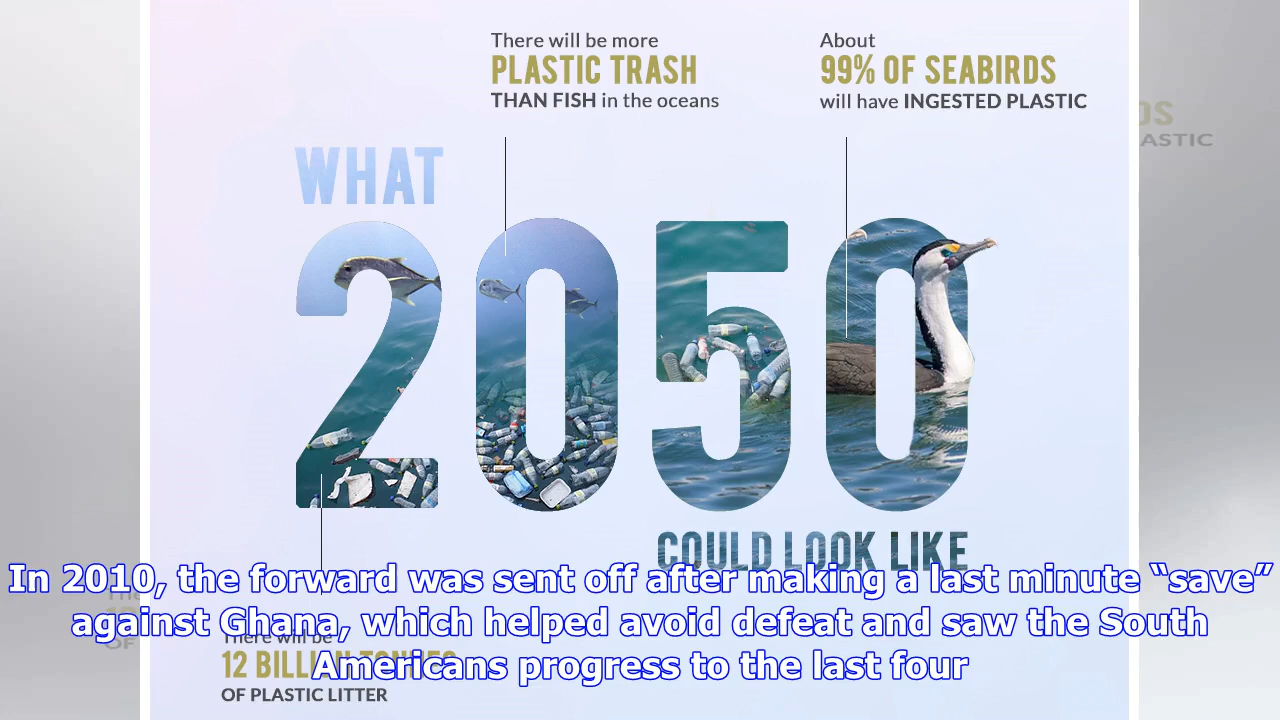 There will be more
PLASTIC TRASH
THAN FISH in the oceans
About
99% OF SEABIRDS
will have INGESTED PLASTIC
WHAT
2050
COULD LOOK LIKE
In 2010, the forward was sent off after making a last minute “save”
against Ghana, which helped avoid defeat and saw the South
Americans progress to the last four
There will be
12 BILLION TONNES
OF PLASTIC LITTER